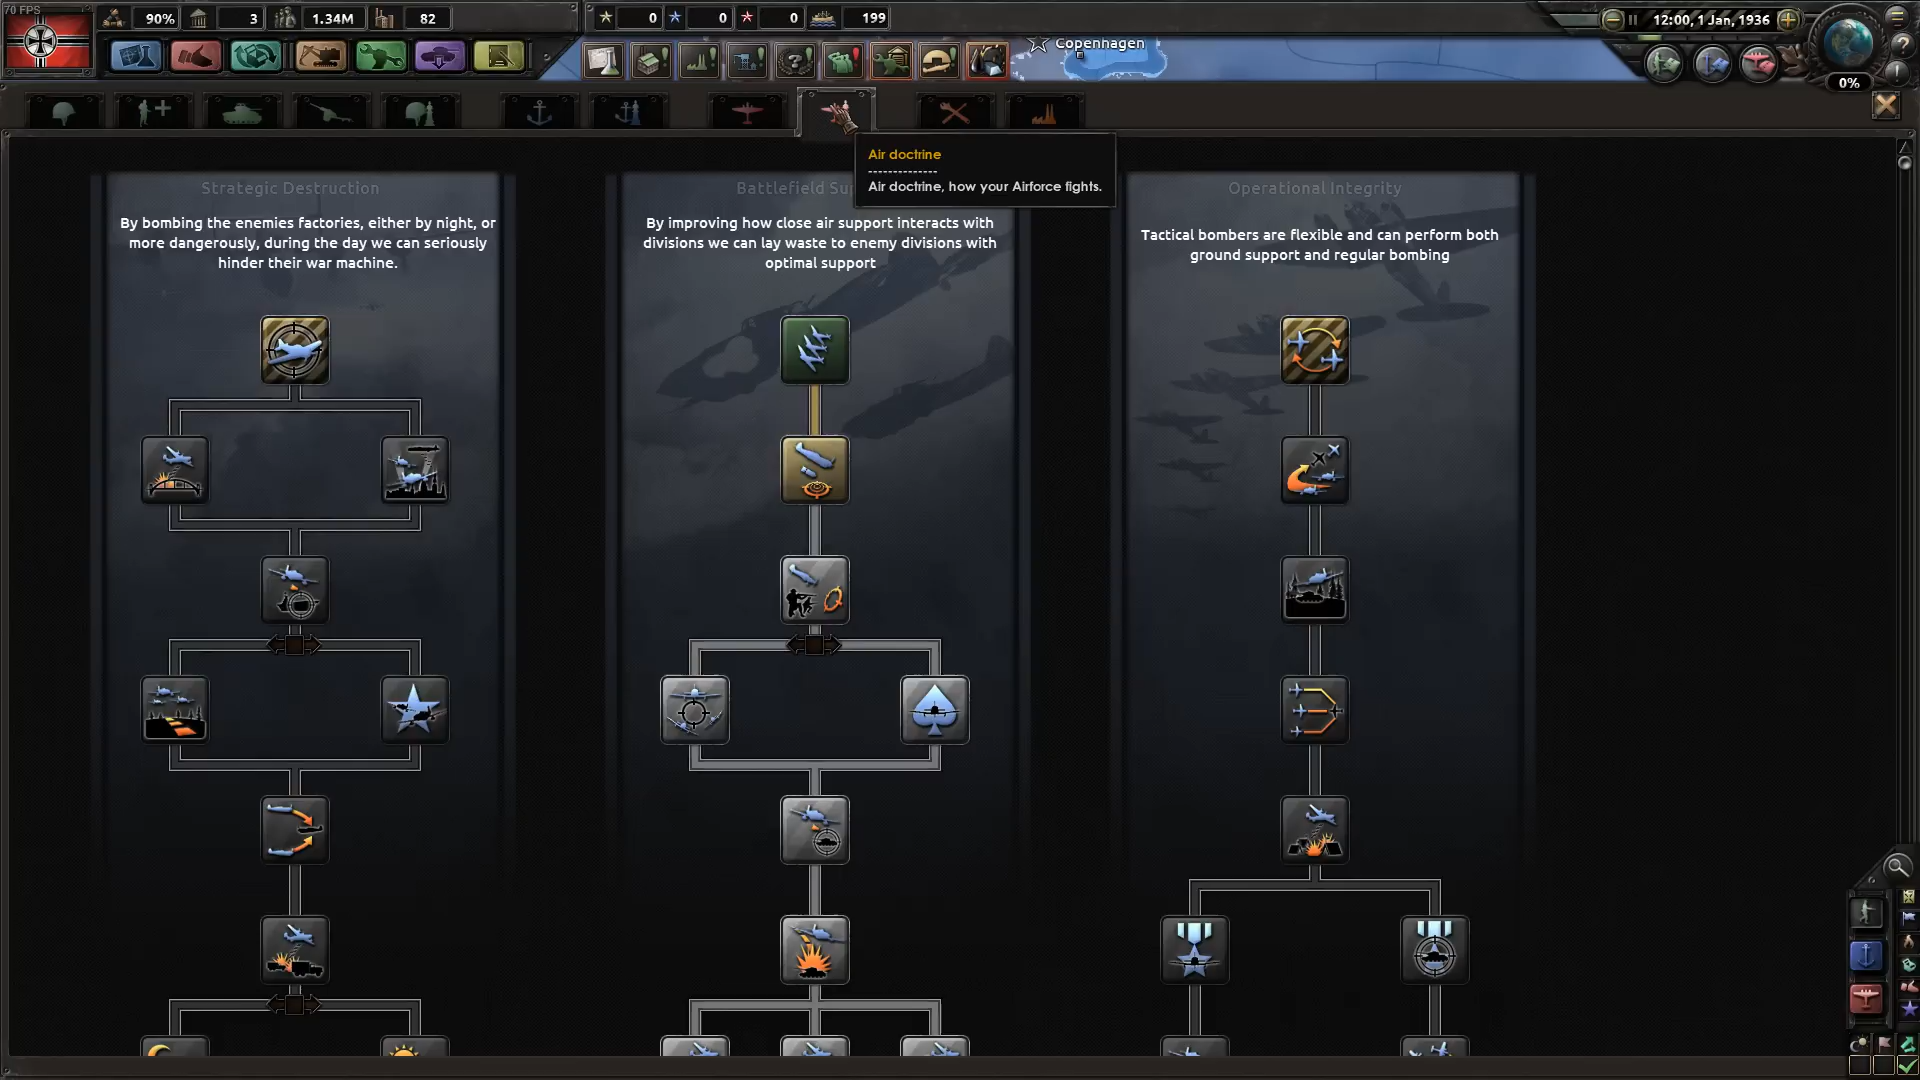 70 FPS
90%
3
1.34M
82
0
0
0
199
12:00, 1 Jan, 1936
Copenhagen
0%
Air doctrine
--------------
Air doctrine, how your Airforce fights.
Strategic Destruction
By bombing the enemies factories, either by night, or
more dangerously, during the day we can seriously
hinder their war machine.
Battlefield Su
By improving how close air support interacts with
divisions we can lay waste to enemy divisions with
optimal support
Operational Integrity
Tactical bombers are flexible and can perform both
ground support and regular bombing